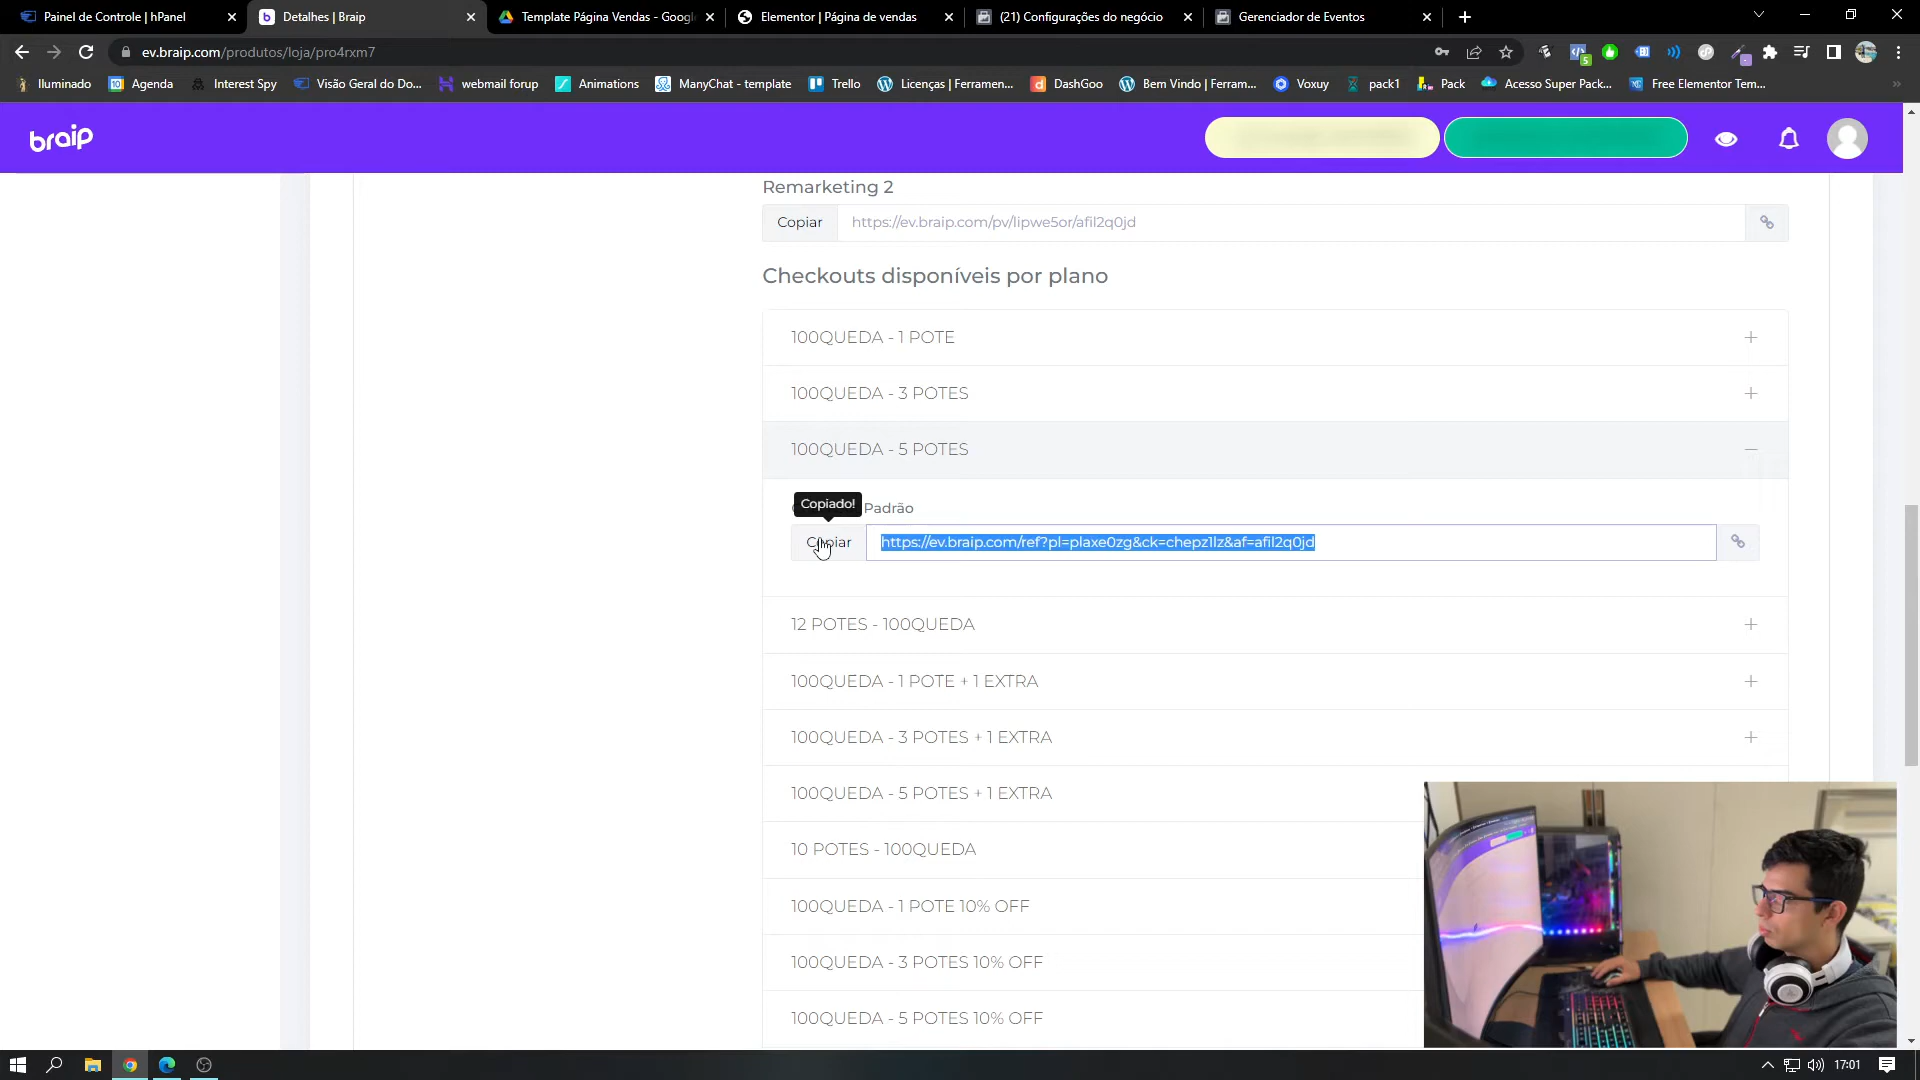 Painel de Controle | hPanel
Detalhes | Braip
Template Página Vendas - Google
Elementor | Página de vendas
(21) Configurações do negócio
Gerenciador de Eventos
ev.braip.com/produtos/loja/pro4rxm7
Iluminado
Agenda
Interest Spy
Visão Geral do Do...
webmail forup
Animations
ManyChat - template
Trello
Licenças | Ferramen...
DashGoo
Bem Vindo | Ferram...
Voxuy
pack1
Pack
Acesso Super Pack...
Free Elementor Tem...
braip
Remarketing 2
Copiar
https://ev.braip.com/pv/lipwe5or/afil2q0jd
Checkouts disponíveis por plano
100QUEDA - 1 POTE
100QUEDA - 3 POTES
100QUEDA - 5 POTES
Copiado!
Padrão
Copiar
https://ev.braip.com/ref?pl=plaxe0zg&ck=chepz1lz&af=afil2q0jd
12 POTES - 100QUEDA
100QUEDA - 1 POTE + 1 EXTRA
100QUEDA - 3 POTES + 1 EXTRA
100QUEDA - 5 POTES + 1 EXTRA
10 POTES - 100QUEDA
100QUEDA - 1 POTE 10% OFF
100QUEDA - 3 POTES 10% OFF
100QUEDA - 5 POTES 10% OFF
17:01